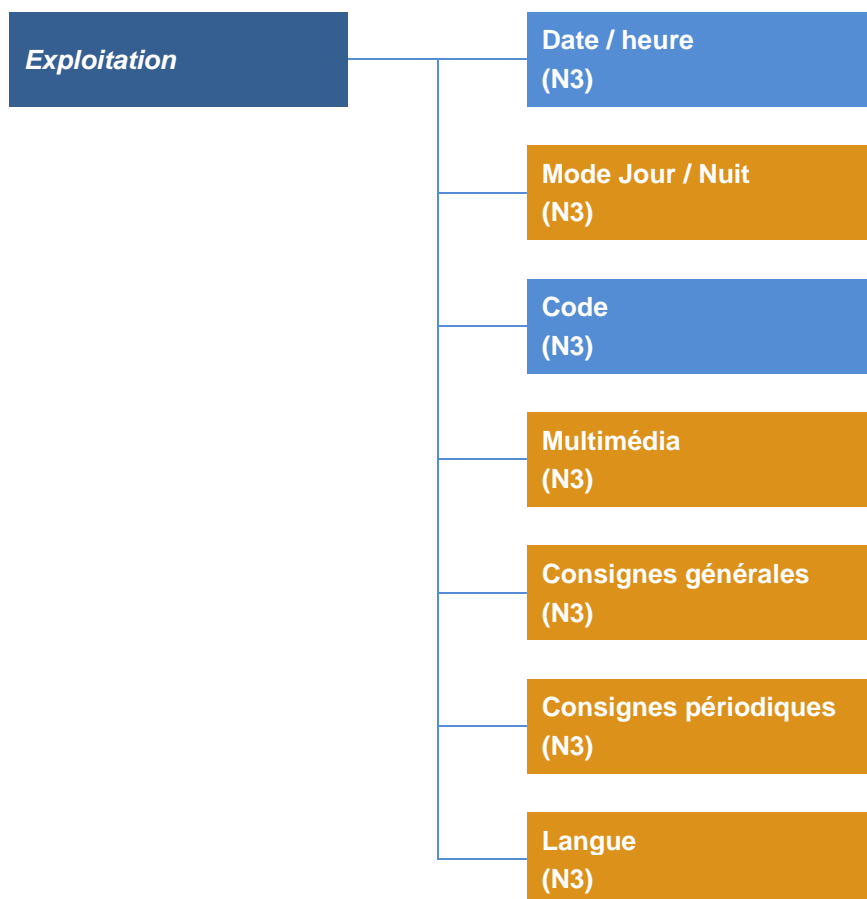 Exploitation
Date / heure
(N3)
Mode Jour / Nuit
(N3)
Code
(N3)
Multimédia
(N3)
Consignes générales
(N3)
Consignes périodiques
(N3)
Langue
(N3)